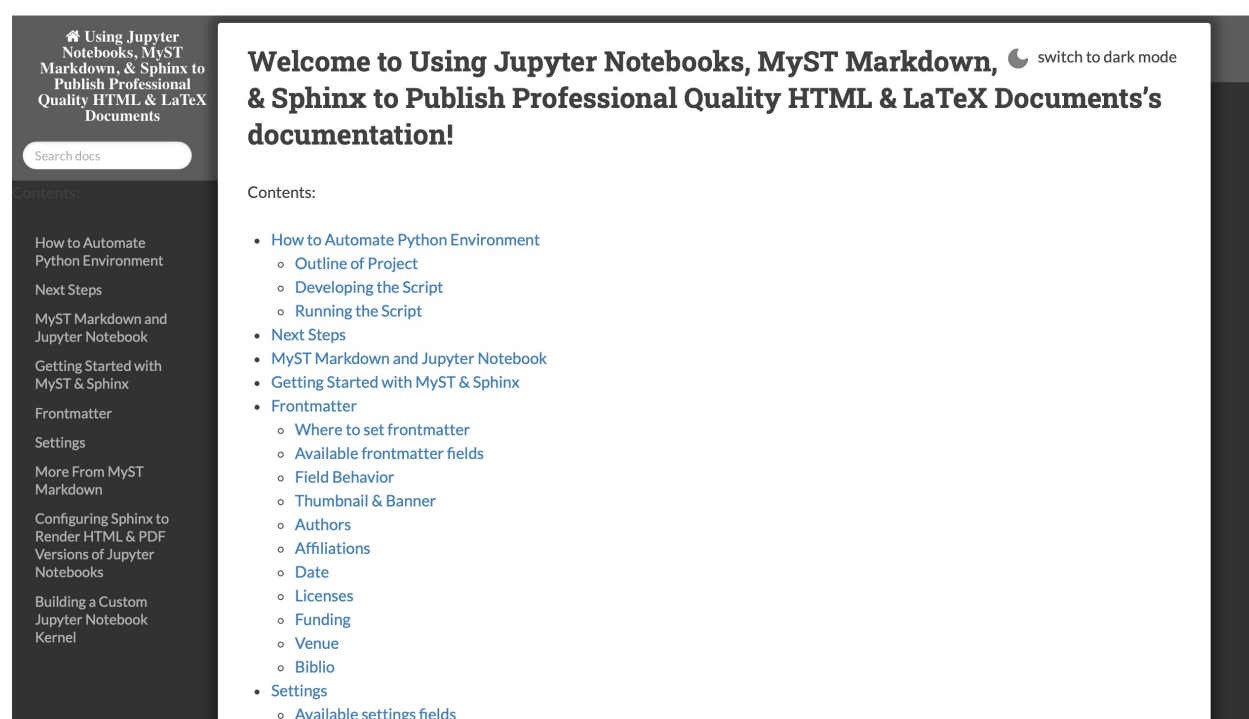 Using Jupyter
Notebooks, MyST
Markdown, & Sphinx to
Publish Professional
Quality HTML & LaTeX
Documents
Search docs
Contents:
How to Automate
Python Environment
Next Steps
MyST Markdown and
Jupyter Notebook
Getting Started with
MyST & Sphinx
Frontmatter
Settings
More From MyST
Markdown
Configuring Sphinx to
Render HTML & PDF
Versions of Jupyter
Notebooks
Building a Custom
Jupyter Notebook
Kernel
Welcome to Using Jupyter Notebooks, MyST Markdown,
& Sphinx to Publish Professional Quality HTML & LaTeX Documents’s
documentation!
switch to dark mode
Contents:
• How to Automate Python Environment
◦ Outline of Project
◦ Developing the Script
◦ Running the Script
• Next Steps
• MyST Markdown and Jupyter Notebook
• Getting Started with MyST & Sphinx
• Frontmatter
◦ Where to set frontmatter
◦ Available frontmatter fields
◦ Field Behavior
◦ Thumbnail & Banner
◦ Authors
◦ Affiliations
◦ Date
◦ Licenses
◦ Funding
◦ Venue
◦ Biblio
• Settings
◦ Available settings fields